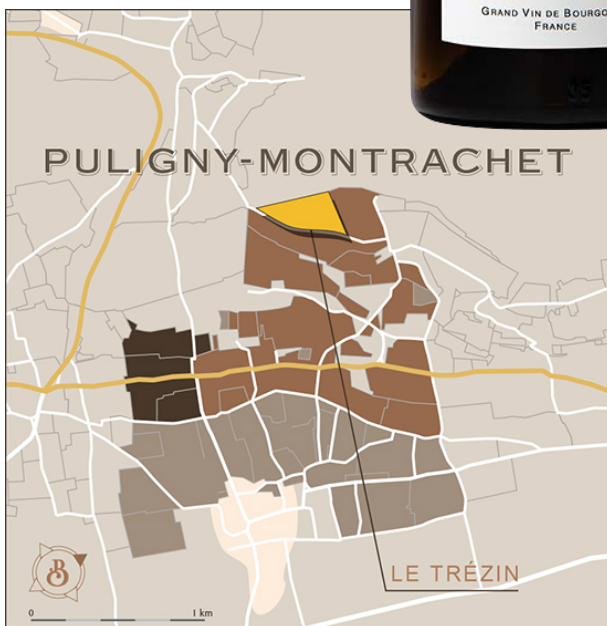 GRAND VIN DE BOURGO
FRANCE
PULIGNY-MONTRACHET
LE TRÉZIN
B
0 1 km